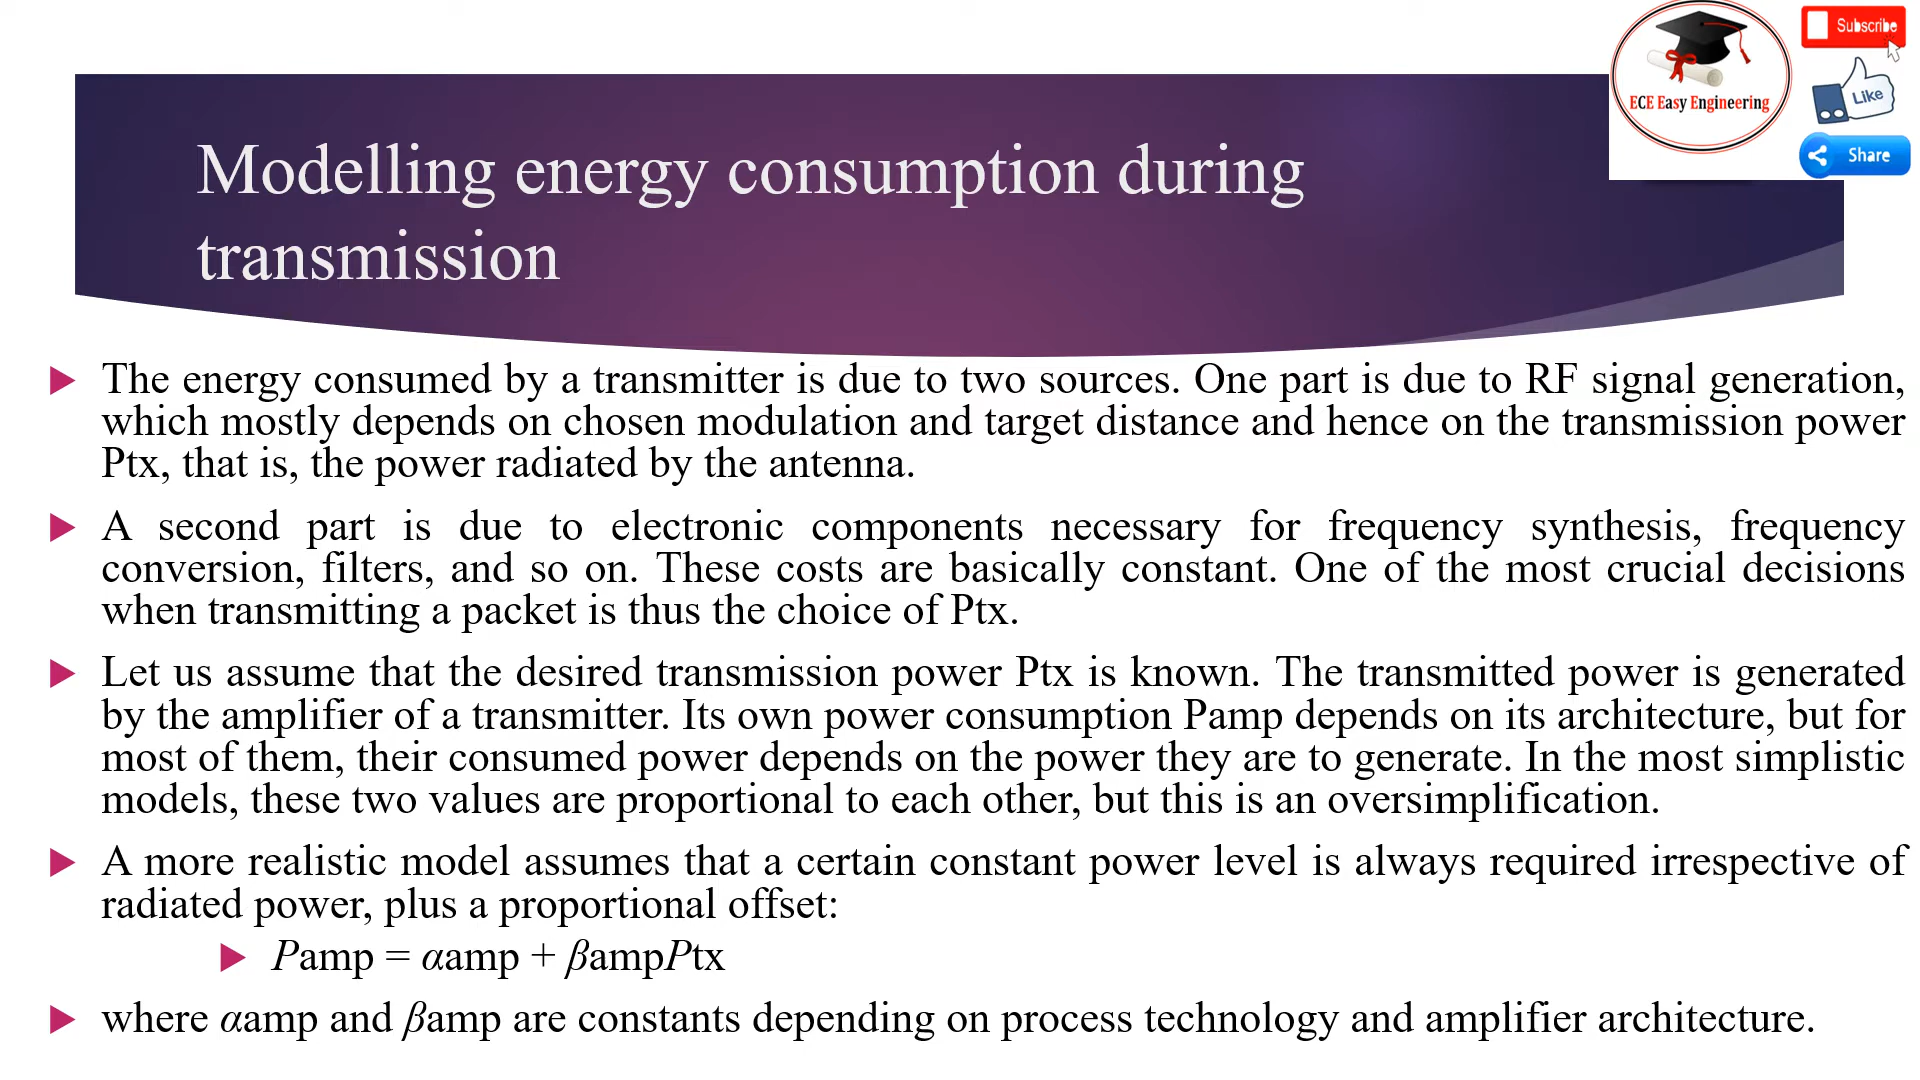 ECE Easy Engineering
Subscribe
Like
Share
Modelling energy consumption during
transmission
The energy consumed by a transmitter is due to two sources. One part is due to RF signal generation,
which mostly depends on chosen modulation and target distance and hence on the transmission power
Ptx, that is, the power radiated by the antenna.
A second part is due to electronic components necessary for frequency synthesis, frequency
conversion, filters, and so on. These costs are basically constant. One of the most crucial decisions
when transmitting a packet is thus the choice of Ptx.
Let us assume that the desired transmission power Ptx is known. The transmitted power is generated
by the amplifier of a transmitter. Its own power consumption Pamp depends on its architecture, but for
most of them, their consumed power depends on the power they are to generate. In the most simplistic
models, these two values are proportional to each other, but this is an oversimplification.
A more realistic model assumes that a certain constant power level is always required irrespective of
radiated power, plus a proportional offset:
Pamp = αamp + βampPtx
where αamp and βamp are constants depending on process technology and amplifier architecture.